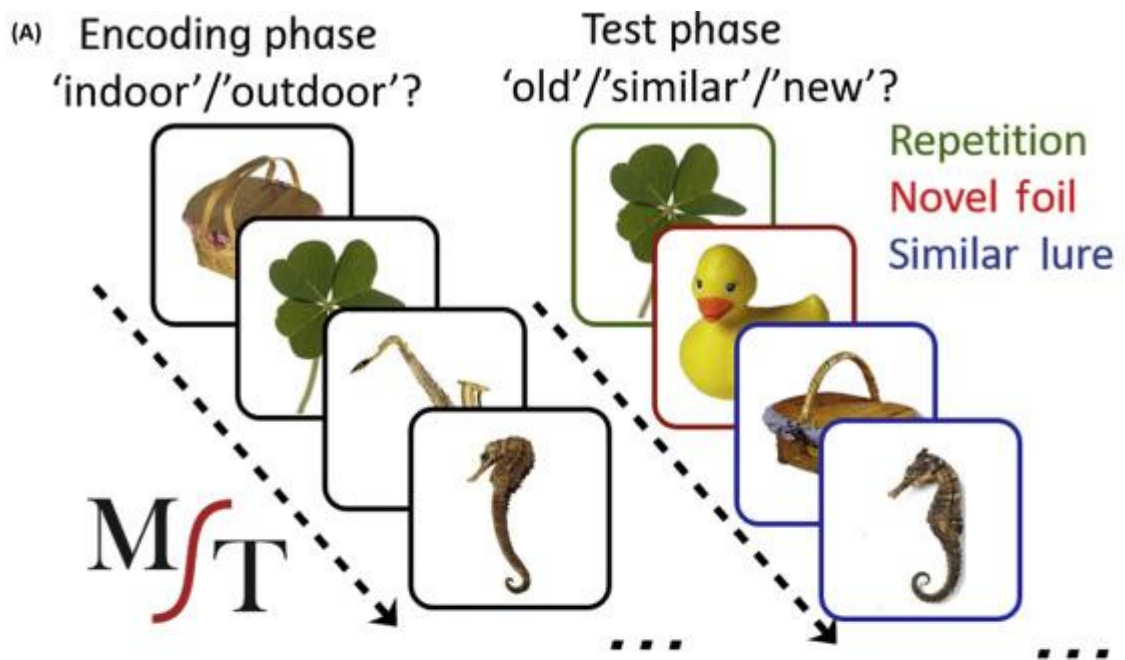 (A)
Encoding phase
'indoor'/'outdoor'?
Test phase
'old'/'similar'/'new'?
Repetition
Novel foil
Similar lure
MST
...
...